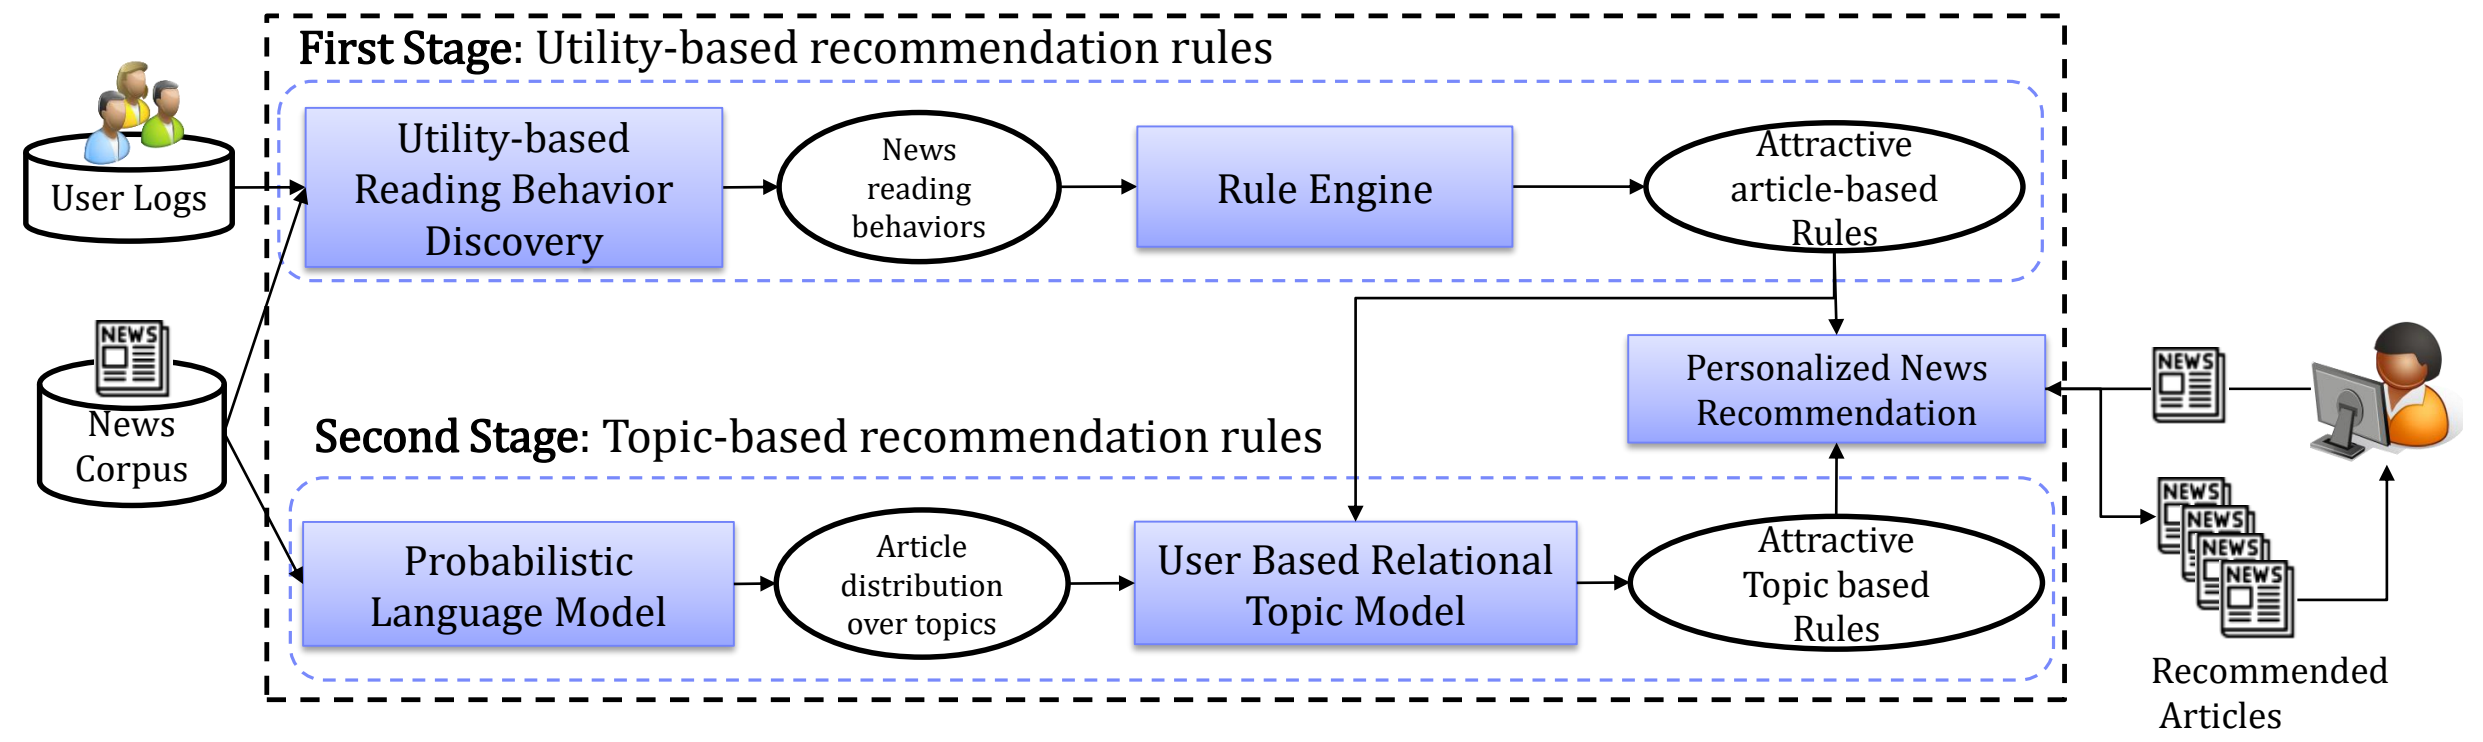 First Stage: Utility-based recommendation rules
User Logs
Utility-based
Reading Behavior
Discovery
News
reading
behaviors
Rule Engine
Attractive
article-based
Rules
NEWS
News
Corpus
Personalized News
Recommendation
NEWS
Second Stage: Topic-based recommendation rules
Probabilistic
Language Model
Article
distribution
over topics
User Based Relational
Topic Model
Attractive
Topic based
Rules
NEWS
NEWS
NEWS
NEWS
Recommended
Articles